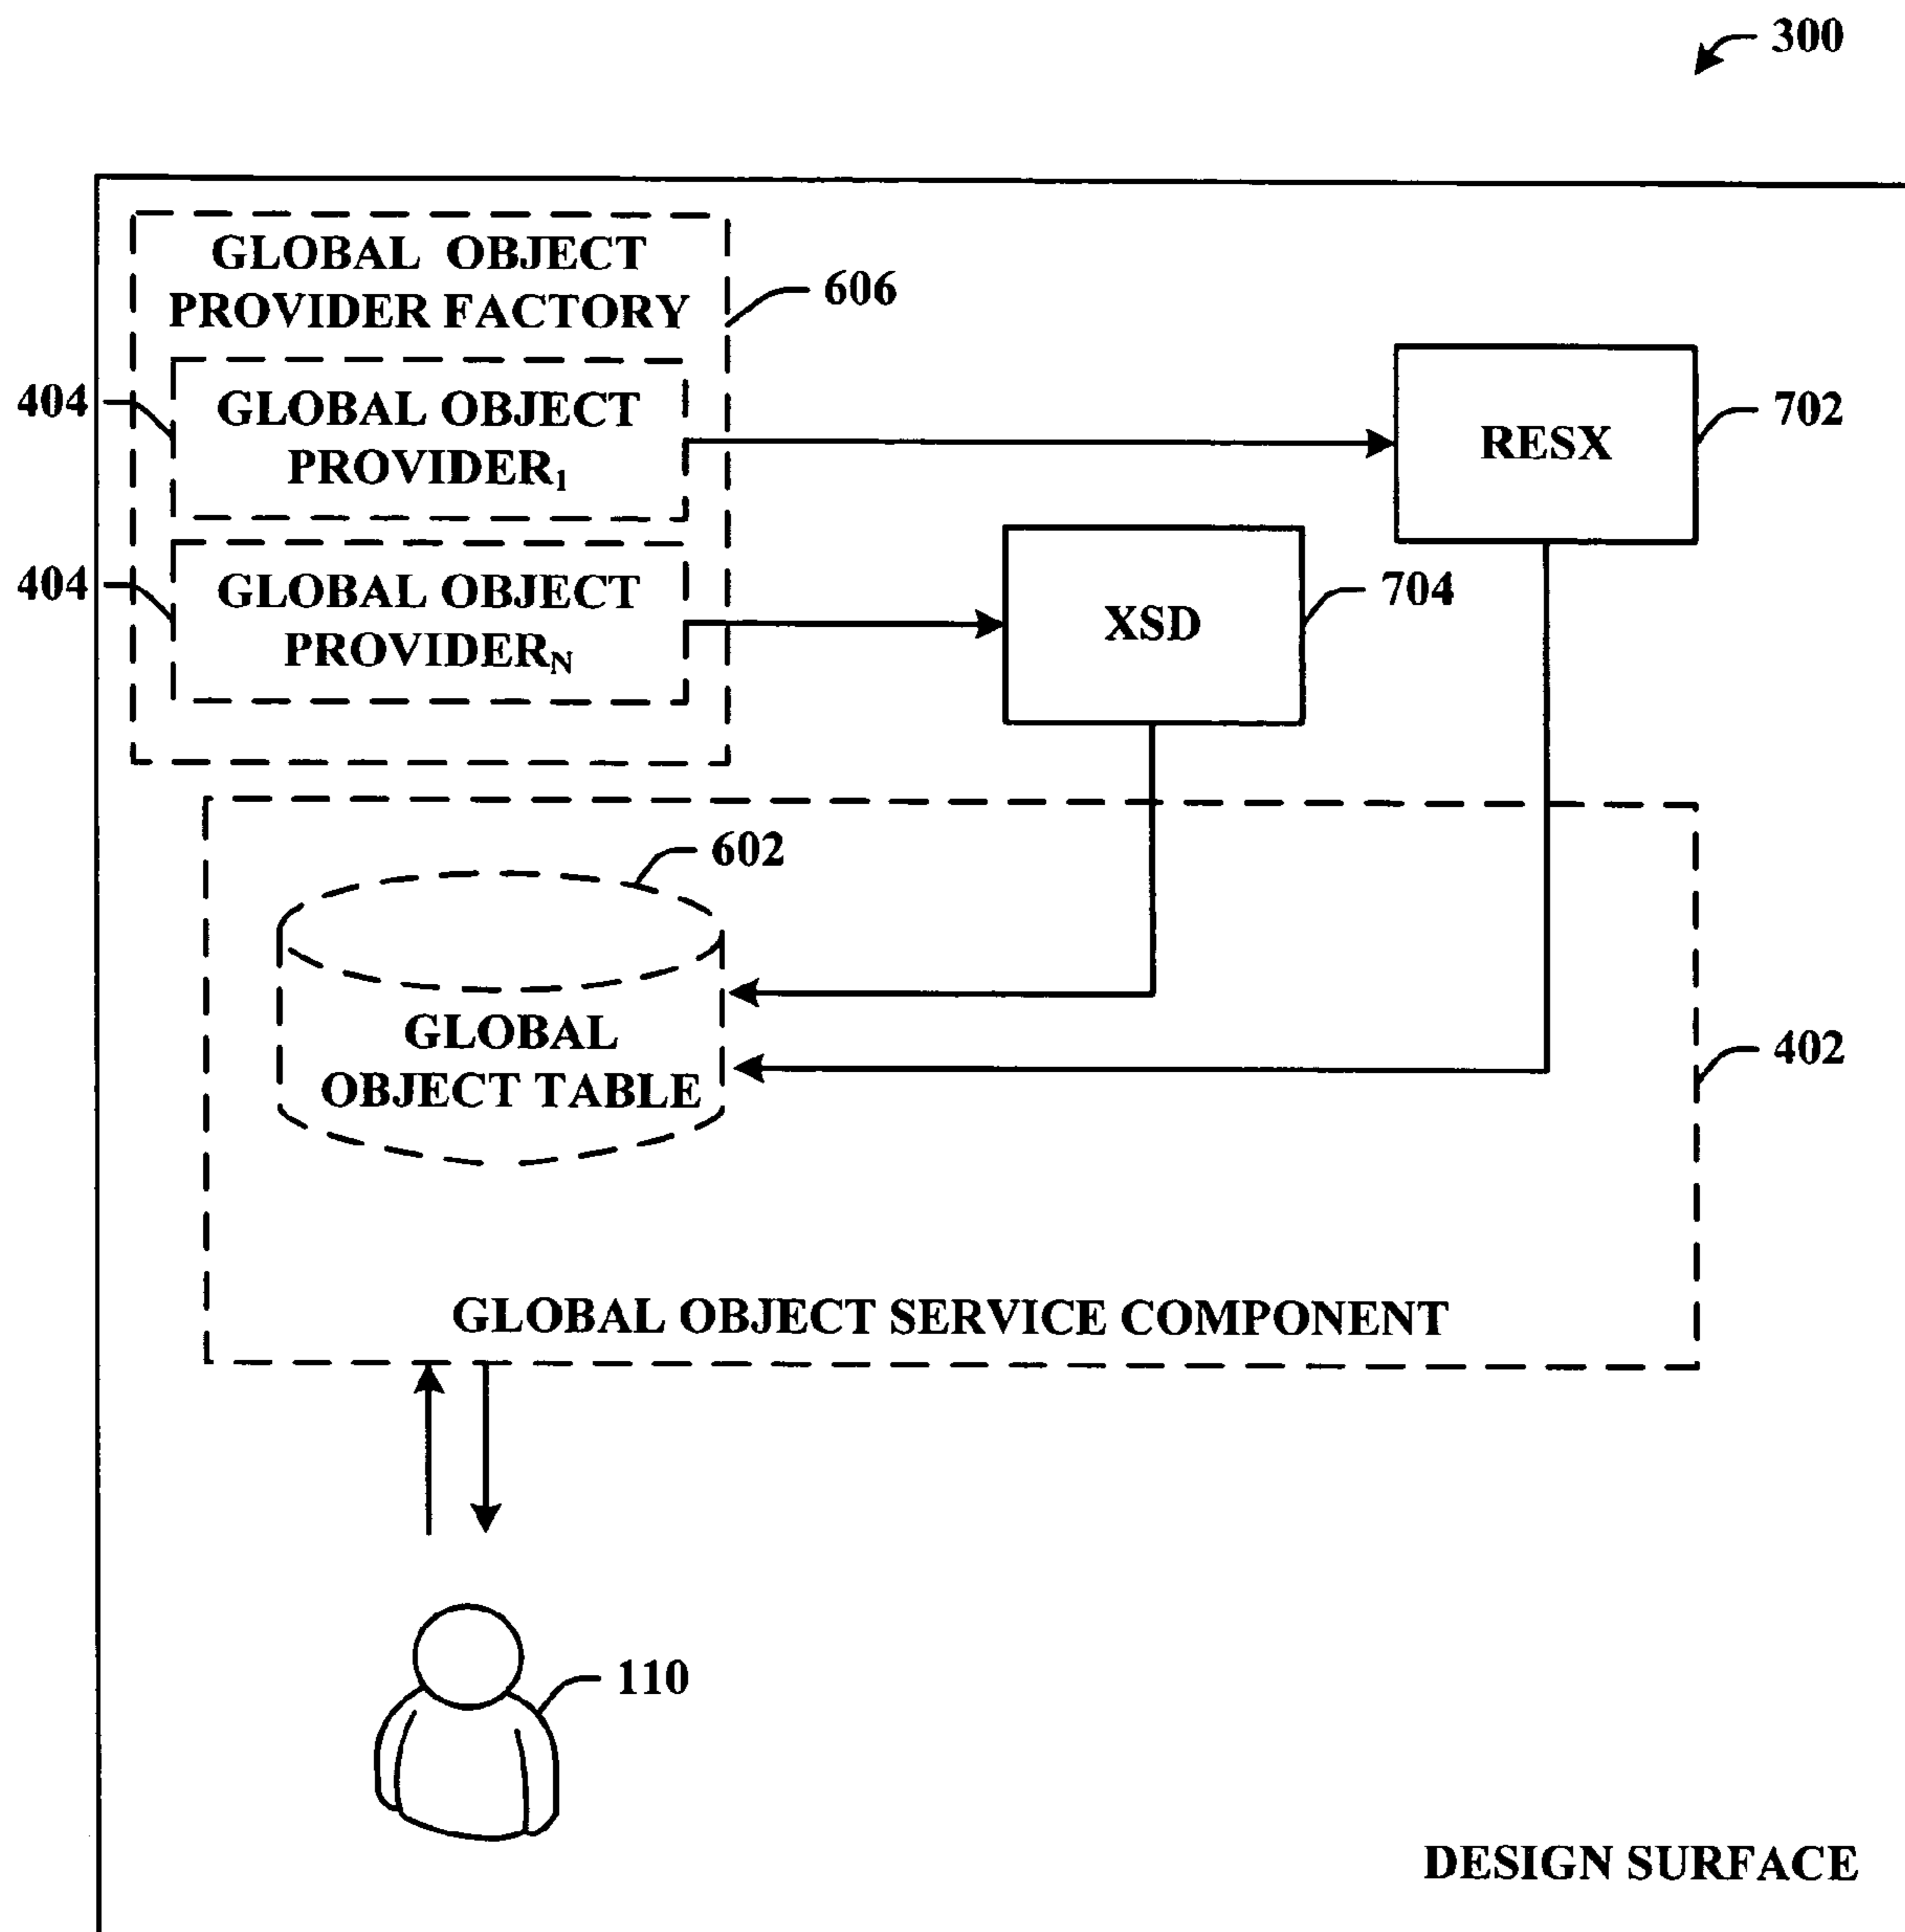 300
GLOBAL OBJECT
PROVIDER FACTORY
606
404
GLOBAL OBJECT
PROVIDER1
RESX
702
404
GLOBAL OBJECT
PROVIDERN
XSD
704
602
GLOBAL
OBJECT TABLE
402
GLOBAL OBJECT SERVICE COMPONENT
110
DESIGN SURFACE